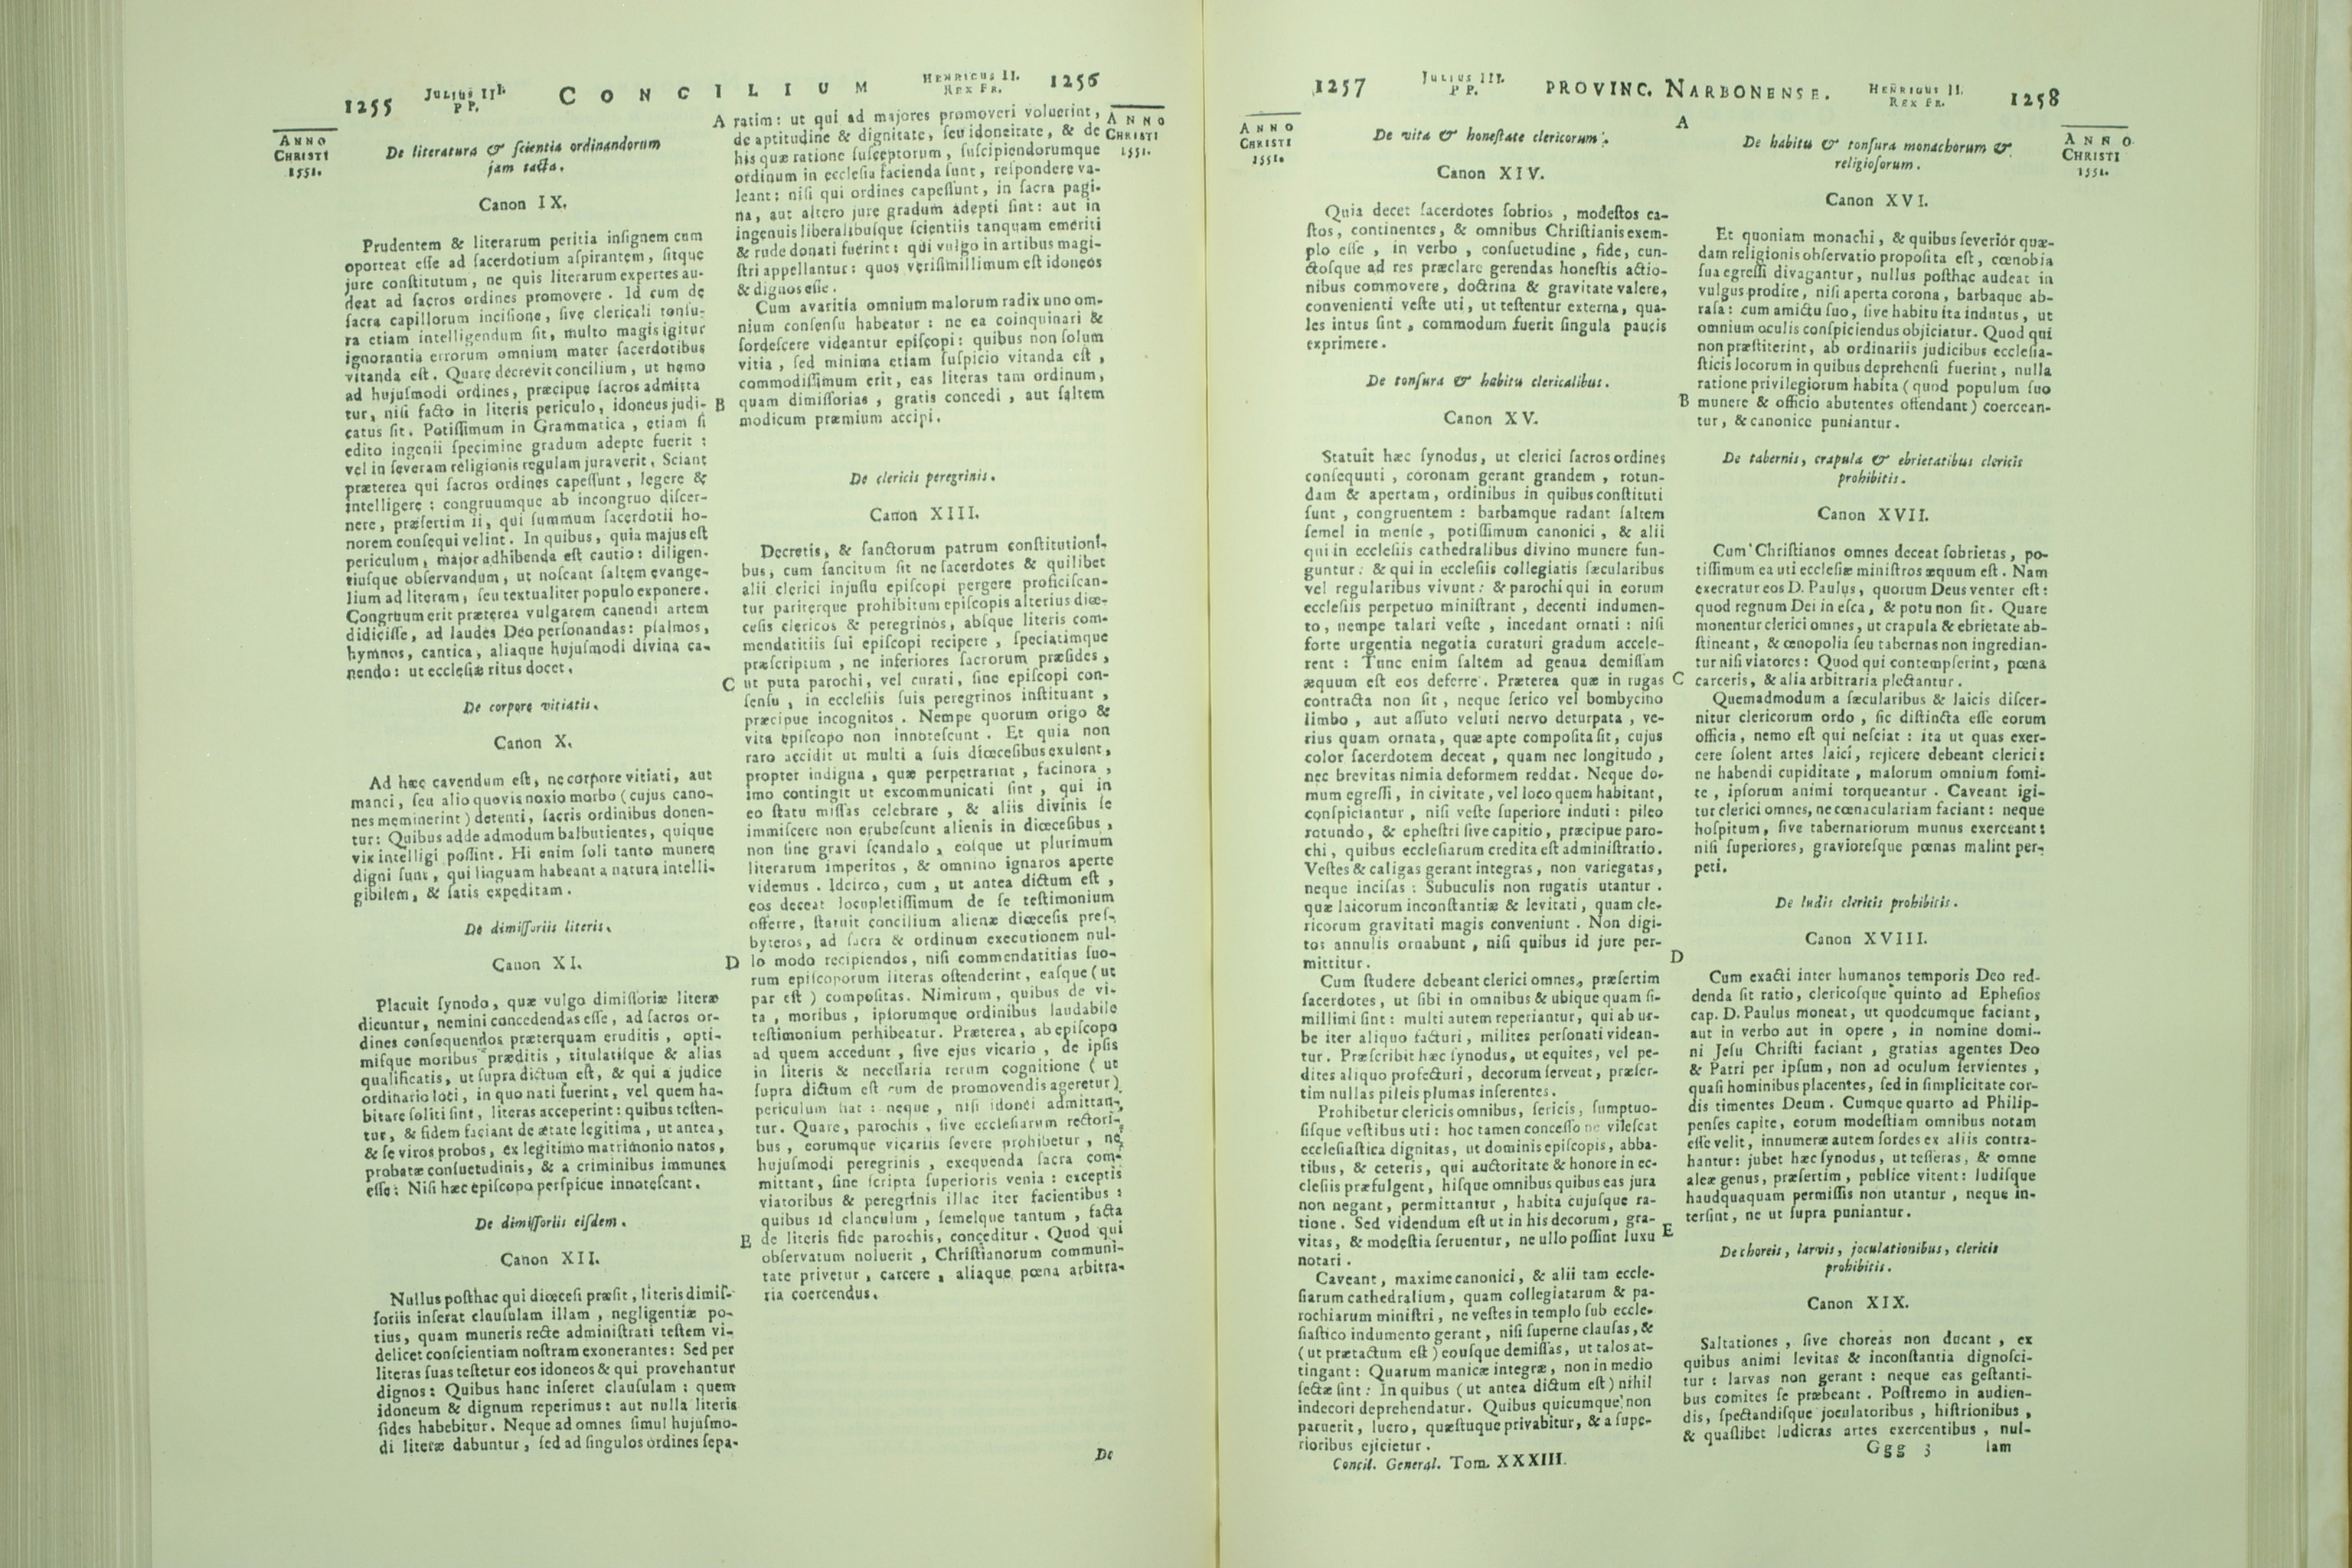 1255 JULIUS III. PP. CONCILIUM HENRICUS II. REX FR. 1256
ANNO
CHRISTI
1551.
De literatura & ſcientia ordinandorum
jam tacta.
Canon IX.
Prudentem & literarum peritia inſignem cum
oporteat eſſe ad ſacerdotium aſpirantem, ſitque
jure conſtitutum, ne quis literarum expertes au-
deat ad ſacros ordines promovere. Id cum de
ſacra capillorum inciſione, ſive clericali tonſu-
ra etiam intelligendum ſit, multo magis igitur
ignorantia errorum omnium mater ſacerdotibus
vitanda eſt. Quare decrevit concilium, ut nemo
ad hujuſmodi ordines, præcipue ſacros admitta
tur, niſi facto in literis periculo, idoneus judi-
catus ſit. Potiſſimum in Grammatica, etiam ſi
edito ingenii ſpecimine gradum adepte fuerit:
vel in ſeveram religionis regulam juraverit. Sciant
præterea qui ſacros ordines capeſſunt, legere &
intelligere: congruumque ab incongruo diſcer-
nere, præſertim ii, qui ſummum ſacerdotii ho-
norem conſequi velint. In quibus, quia majus eſt
periculum, major adhibenda eſt cautio: diligen-
tiuſque obſervandum, ut noſcant ſaltem evange-
lium ad literam, ſeu textualiter populo exponere.
Congruum erit præterea vulgarem canendi artem
didiciſſe, ad laudes Deo perſonandas: pſalmos,
hymnos, cantica, aliaque hujuſmodi divina ca-
nendo: ut eccleſiæ ritus docet.
De corpore vitiatis.
Canon X.
Ad hæc cavendum eſt, ne corpore vitiati, aut
manci, ſeu alio quovis noxio morbo (cujus cano-
nes meminerint) detenti, ſacris ordinibus donen-
tur: Quibus adde admodum balbutientes, quique
vix intelligi poſſint. Hi enim ſoli tanto munere
digni ſunt, qui linguam habeant a natura intelli-
gibilem, & ſatis expeditam.
De dimiſſoriis literis.
Canon XI.
Placuit ſynodo, quæ vulgo dimiſſoriæ literæ
dicuntur, nemini concedendas eſſe, ad ſacros or-
dines conſequendos præterquam eruditis, opti-
miſque moribus præditis, titulatiſque & alias
qualificatis, ut ſupra dictum eſt, & qui a judice
ordinario loci, in quo nati fuerint, vel quem ha-
bitare ſoliti ſint, literas acceperint: quibus teſten-
tur, & fidem faciant de ætate legitima, ut antea,
& ſe viros probos, ex legitimo matrimonio natos,
probatæ conſuetudinis, & a criminibus immunes
eſſe: Niſi hæc epiſcopo perſpicue innoteſcant.
De dimiſſoriis eiſdem.
Canon XII.
Nullus poſthac qui diœceſi præſit, literis dimiſ-
ſoriis inſerat clauſulam illam, negligentiæ po-
tius, quam muneris recte adminiſtrati teſtem vi-
delicet conſcientiam noſtram exonerantes: Sed per
literas ſuas teſtetur eos idoneos & qui provehantur
dignos: Quibus hanc inſeret clauſulam: quem
idoneum & dignum reperimus: aut nulla literis
fides habebitur. Neque ad omnes ſimul hujuſmo-
di literæ dabuntur, ſed ad ſingulos ordines ſepa-
A
B
C
D
E
ratim: ut qui ad majores promoveri voluerint,
de aptitudine & dignitate, ſeu idoneitate, & de
his quæ ratione ſuſceptorum, ſuſcipiendorumque
ordinum in eccleſia facienda ſunt, reſpondere va-
leant: niſi qui ordines capeſſunt, in ſacra pagi-
na, aut altero jure gradum adepti ſint: aut in
ingenuis liberalibuſque ſcientiis tanquam emeriti
& rude donati fuerint: qui vulgo in artibus magi-
ſtri appellantur: quos veriſimillimum eſt idoneos
& dignos eſſe.
Cum avaritia omnium malorum radix uno om-
nium conſenſu habeatur: ne ea coinquinari &
ſordeſcere videantur epiſcopi: quibus non ſolum
vitia, ſed minima etiam ſuſpicio vitanda eſt,
commodiſſimum erit, eas literas tam ordinum,
quam dimiſſorias, gratis concedi, aut ſaltem
modicum præmium accipi.
De clericis peregrinis.
Canon XIII.
Decretis, & ſanctorum patrum conſtitutioni-
bus, cum ſancitum ſit ne ſacerdotes & quilibet
alii clerici injuſſu epiſcopi pergere proficiſcan-
tur pariterque prohibitum epiſcopis alterius diœ-
ceſis clericos & peregrinos, abſque literis com-
mendatitiis ſui epiſcopi recipere, ſpeciatimque
præſcriptum, ne inferiores ſacrorum præſides,
ut puta parochi, vel curati, ſine epiſcopi con-
ſenſu, in eccleſiis ſuis peregrinos inſtituant,
præcipue incognitos. Nempe quorum origo &
vita epiſcopo non innoteſcunt. Et quia non
raro accidit ut multi a ſuis diœceſibus exulent,
propter indigna, quæ perpetrarint, facinora,
imo contingit ut excommunicati ſint, qui in
eo ſtatu miſſas celebrare, & aliis divinis ſe
immiſcere non erubeſcunt alienis in diœceſibus,
non ſine gravi ſcandalo, eoſque ut plurimum
literarum imperitos, & omnino ignaros aperte
videmus. Idcirco, cum, ut antea dictum eſt,
eos deceat locupletiſſimum de ſe teſtimonium
offerre, ſtatuit concilium alienæ diœceſis preſ-
byteros, ad ſacra & ordinum executionem nul-
lo modo recipiendos, niſi commendatitias ſuo-
rum epiſcoporum literas oſtenderint, eaſque (ut
par eſt) compoſitas. Nimirum, quibus de vi-
ta, moribus, ipſorumque ordinibus laudabile
teſtimonium perhibeatur. Præterea, ab epiſcopo
ad quem accedunt, ſive ejus vicario, de ipſis
in literis & neceſſaria rerum cognitione (ut
ſupra dictum eſt cum de promovendis ageretur)
periculum fiat: neque, niſi idonei admittan-
tur. Quare, parochis, ſive eccleſiarum rectori-
bus, eorumque vicariis ſevere prohibetur, ne
hujuſmodi peregrinis, exequenda ſacra com-
mittant, ſine ſcripta ſuperioris venia: exceptis
viatoribus & peregrinis illac iter facientibus:
quibus id clanculum, ſemelque tantum, facta
de literis fide parochis, conceditur. Quod qui
obſervatum noluerit, Chriſtianorum communi-
tate privetur, carcere, aliaque pœna arbitra-
ria coercendus.
De
ANNO
CHRISTI
1551.
1257 JULIUS III. PP. PROVINC. NARBONENSE. HENRICUS II. REX FR. 1258
ANNO
CHRISTI
1551.
De vita & honeſtate clericorum.
Canon XIV.
Quia decet ſacerdotes ſobrios, modeſtos ca-
ſtos, continentes, & omnibus Chriſtianis exem-
plo eſſe, in verbo, conſuetudine, fide, cun-
ctoſque ad res præclare gerendas honeſtis actio-
nibus commovere, doctrina & gravitate valere,
convenienti veſte uti, ut teſtentur externa, qua-
les intus ſint, commodum fuerit ſingula paucis
exprimere.
De tonſura & habitu clericalibus.
Canon XV.
Statuit hæc ſynodus, ut clerici ſacros ordines
conſequuti, coronam gerant grandem, rotun-
dam & apertam, ordinibus in quibus conſtituti
ſunt, congruentem: barbamque radant ſaltem
ſemel in menſe, potiſſimum canonici, & alii
qui in eccleſiis cathedralibus divino munere fun-
guntur: & qui in eccleſiis collegiatis ſæcularibus
vel regularibus vivunt: & parochi qui in eorum
eccleſiis perpetuo miniſtrant, decenti indumen-
to, nempe talari veſte, incedant ornati: niſi
forte urgentia negotia curaturi gradum accele-
rent: Tunc enim ſaltem ad genua demiſſam
æquum eſt eos deferre. Præterea quæ in rugas
contracta non ſit, neque ſerico vel bombycino
limbo, aut aſſuto veluti nervo deturpata, ve-
rius quam ornata, quæ apte compoſita ſit, cujus
color ſacerdotem deceat, quam nec longitudo,
nec brevitas nimia deformem reddat. Neque do-
mum egreſſi, in civitate, vel loco quem habitant,
conſpiciantur, niſi veſte ſuperiore induti: pileo
rotundo, & epheſtri ſive capitio, præcipue paro-
chi, quibus eccleſiarum credita eſt adminiſtratio.
Veſtes & caligas gerant integras, non variegatas,
neque inciſas: Subuculis non rugatis utantur.
quæ laicorum inconſtantiæ & levitati, quam cle-
ricorum gravitati magis conveniunt. Non digi-
tos annulis ornabunt, niſi quibus id jure per-
mittitur.
Cum ſtudere debeant clerici omnes, præſertim
ſacerdotes, ut ſibi in omnibus & ubique quam ſi-
millimi ſint: multi autem reperiantur, qui ab ur-
be iter aliquo facturi, milites perſonati videan-
tur. Præſcribit hæc ſynodus, ut equites, vel pe-
dites aliquo profecturi, decorum ſervent, præſer-
tim nullas pileis plumas inſerentes.
Prohibetur clericis omnibus, ſericis, ſumptuo-
ſiſque veſtibus uti: hoc tamen conceſſo ne vileſcat
eccleſiaſtica dignitas, ut dominis epiſcopis, abba-
tibus, & ceteris, qui auctoritate & honore in ec-
cleſiis præfulgent, hiſque omnibus quibus eas jura
non negant, permittantur, habita cujuſque ra-
tione. Sed videndum eſt ut in his decorum, gra-
vitas, & modeſtia ſerventur, ne ullo poſſint luxu
notari.
Caveant, maxime canonici, & alii tam eccle-
ſiarum cathedralium, quam collegiatarum & pa-
rochiarum miniſtri, ne veſtes in templo ſub eccle-
ſiaſtico indumento gerant, niſi ſuperne clauſas, &
(ut prætactum eſt) eouſque demiſſas, ut talos at-
tingant: Quarum manicæ integræ, non in medio
ſectæ ſint: In quibus (ut antea dictum eſt) nihil
indecori deprehendatur. Quibus quicumque non
paruerit, lucro, quæſtuque privabitur, & a ſupe-
rioribus ejicietur.
Concil. General. Tom. XXXIII.
A
B
C
D
E
De habitu & tonſura monachorum &
religioſorum.
Canon XVI.
Et quoniam monachi, & quibus ſeverior quæ-
dam religionis obſervatio propoſita eſt, cœnobia
ſua egreſſi divagantur, nullus poſthac audeat in
vulgus prodire, niſi aperta corona, barbaque ab-
raſa: cum amictu ſuo, ſive habitu ita indutus, ut
omnium oculis conſpiciendus objiciatur. Quod qui
non præſtiterint, ab ordinariis judicibus eccleſia-
ſticis locorum in quibus deprehenſi fuerint, nulla
ratione privilegiorum habita (quod populum ſuo
munere & officio abutentes offendant) coercean-
tur, & canonice puniantur.
De tabernis, crapula & ebrietatibus clericis
prohibitis.
Canon XVII.
Cum Chriſtianos omnes deceat ſobrietas, po-
tiſſimum ea uti eccleſiæ miniſtros æquum eſt. Nam
execratur eos D. Paulus, quorum Deus venter eſt:
quod regnum Dei in eſca, & potu non ſit. Quare
monentur clerici omnes, ut crapula & ebrietate ab-
ſtineant, & œnopolia ſeu tabernas non ingredian-
tur niſi viatores: Quod qui contempſerint, pœna
carceris, & alia arbitraria plectantur.
Quemadmodum a ſæcularibus & laicis diſcer-
nitur clericorum ordo, ſic diſtincta eſſe eorum
officia, nemo eſt qui neſciat: ita ut quas exer-
cere ſolent artes laici, rejicere debeant clerici:
ne habendi cupiditate, malorum omnium fomi-
te, ipſorum animi torqueantur. Caveant igi-
tur clerici omnes, ne cœnaculariam faciant: neque
hoſpitum, ſive tabernariorum munus exerceant:
niſi ſuperiores, gravioreſque pœnas malint per-
peti.
De ludis clericis prohibitis.
Canon XVIII.
Cum exacti inter humanos temporis Deo red-
denda ſit ratio, clericoſque quinto ad Epheſios
cap. D. Paulus moneat, ut quodcumque faciant,
aut in verbo aut in opere, in nomine domi-
ni Jeſu Chriſti faciant, gratias agentes Deo
& Patri per ipſum, non ad oculum ſervientes,
quaſi hominibus placentes, ſed in ſimplicitate cor-
dis timentes Deum. Cumque quarto ad Philip-
penſes capite, eorum modeſtiam omnibus notam
eſſe velit, innumeræ autem ſordes ex aliis contra-
hantur: jubet hæc ſynodus, ut teſſeras, & omne
aleæ genus, præſertim, publice vitent: ludiſque
haudquaquam permiſſis non utantur, neque in-
terſint, ne ut ſupra puniantur.
De choreis, larvis, joculationibus, clericis
prohibitis.
Canon XIX.
Saltationes, ſive choreas non ducant, ex
quibus animi levitas & inconſtantia dignoſci-
tur: larvas non gerant: neque eas geſtanti-
bus comites ſe præbeant. Poſtremo in audien-
dis, ſpectandiſque joculatoribus, hiſtrionibus,
& quaſlibet ludicras artes exercentibus, nul-
Ggg 3 lam
ANNO
CHRISTI
1551.